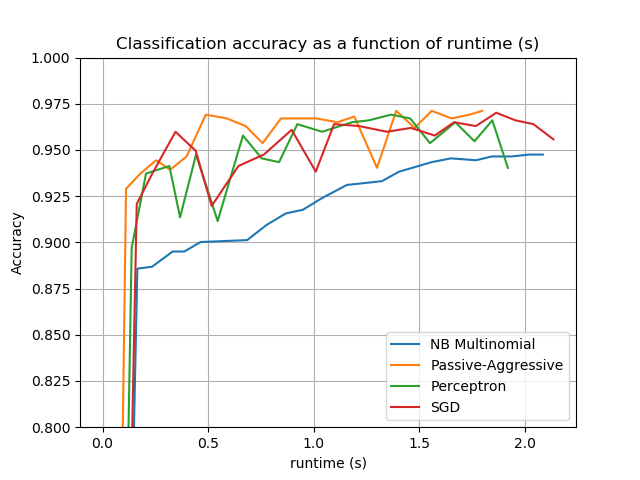 Classification accuracy as a function of runtime (s)
1.000
0.975
0.950
0.925
0.900
0.875
0.850
0.825
0.800
Accuracy
NB Multinomial
Passive-Aggressive
Perceptron
SGD
0.0 0.5 1.0 1.5 2.0
runtime (s)